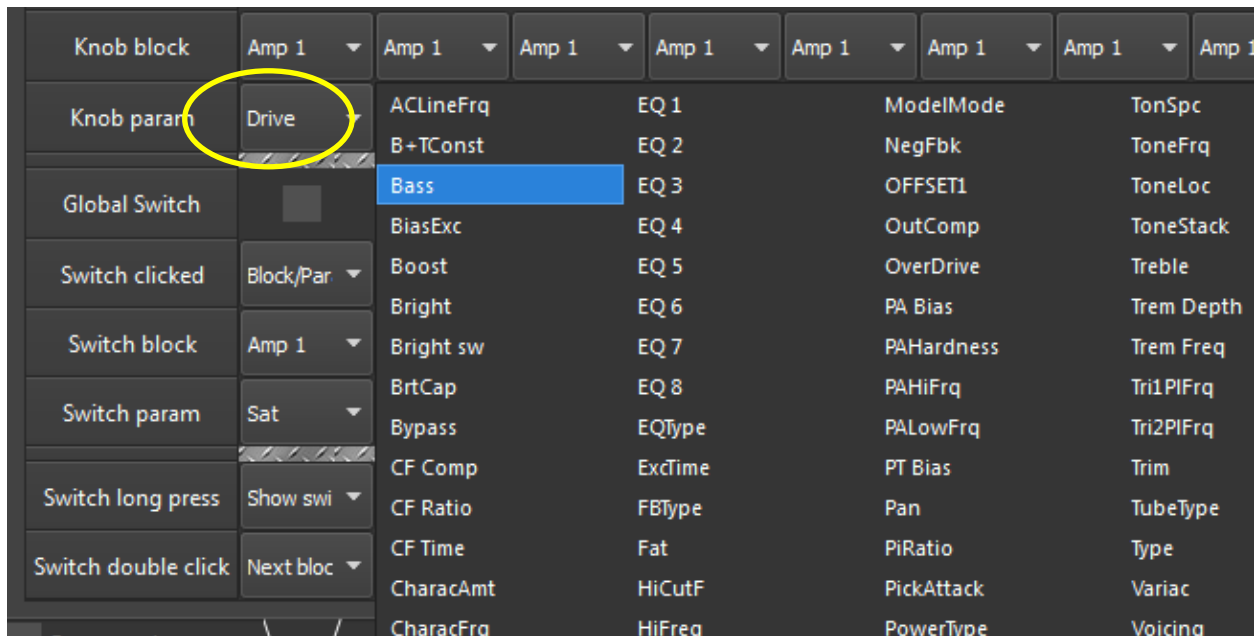 Knob block Amp 1 Amp 1 Amp 1 Amp 1 Amp 1 Amp 1 Amp 1 Amp 1
Knob param Drive
Global Switch
Switch clicked Block/Par
Switch block Amp 1
Switch param Sat
Switch long press Show swi
Switch double click Next bloc
ACLineFrq EQ 1 ModelMode TonSpc
B+TConst EQ 2 NegFbk ToneFrq
Bass EQ 3 OFFSET1 ToneLoc
BiasExc EQ 4 OutComp ToneStack
Boost EQ 5 OverDrive Treble
Bright EQ 6 PA Bias Trem Depth
Bright sw EQ 7 PAHardness Trem Freq
BrtCap EQ 8 PAHiFrq Tri1PlFrq
Bypass EQType PALowFrq Tri2PlFrq
CF Comp ExcTime PT Bias Trim
CF Ratio FBType Pan TubeType
CF Time Fat PiRatio Type
CharacAmt HiCutF PickAttack Variac
CharacFrq HiFreq PowerType Voicing